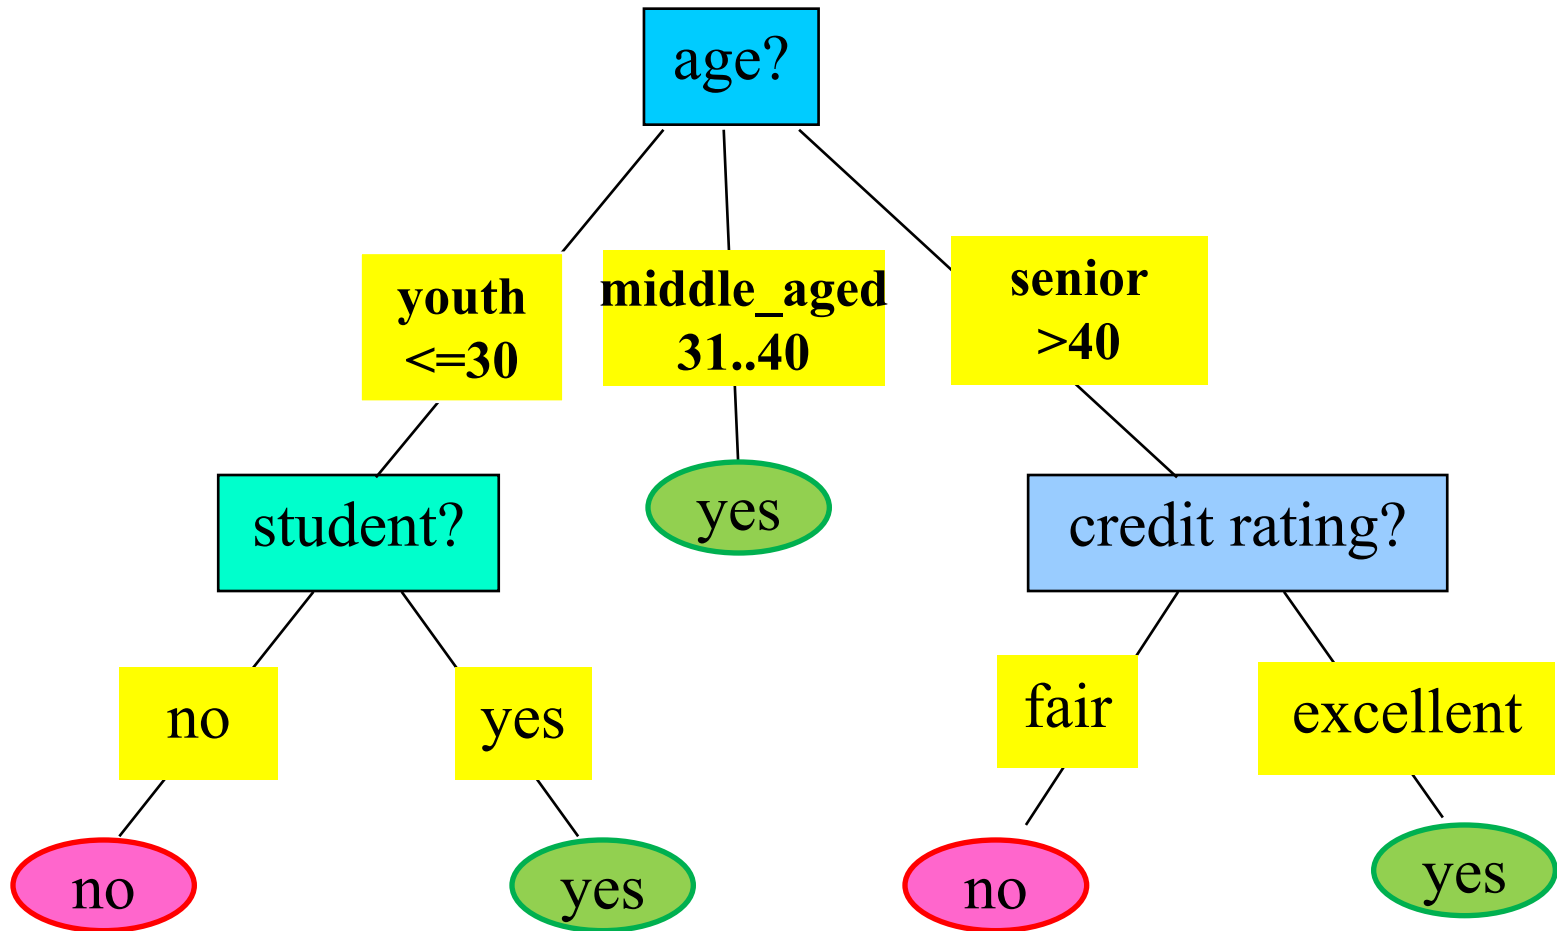 age?
youth
<=30
middle_aged
31..40
senior
>40
student?
yes
credit rating?
no
yes
fair
excellent
no
yes
no
yes